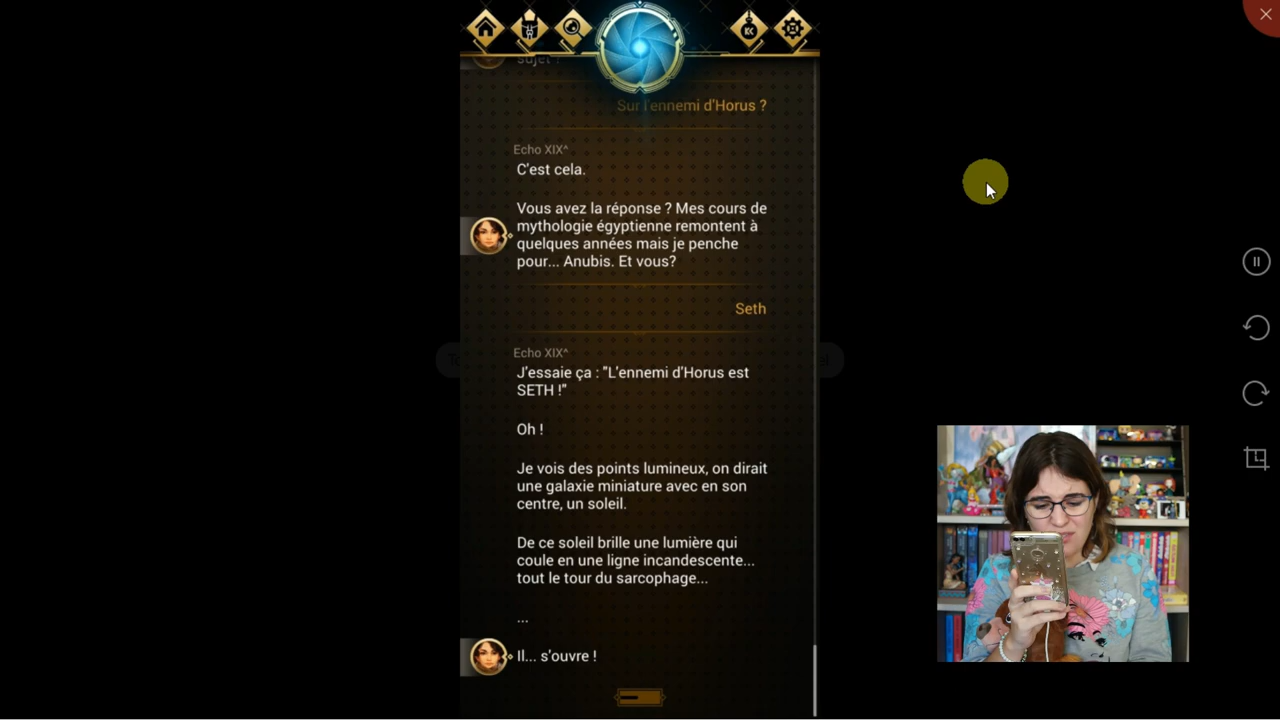 sujet !
Sur l'ennemi d'Horus ?
Echo XIX^
C'est cela.
Vous avez la réponse ? Mes cours de
mythologie égyptienne remontent à
quelques années mais je penche
pour... Anubis. Et vous?
Seth
Echo XIX^
J'essaie ça : "L'ennemi d'Horus est
SETH !"
Oh !
Je vois des points lumineux, on dirait
une galaxie miniature avec en son
centre, un soleil.
De ce soleil brille une lumière qui
coule en une ligne incandescente...
tout le tour du sarcophage...
...
Il... s'ouvre !